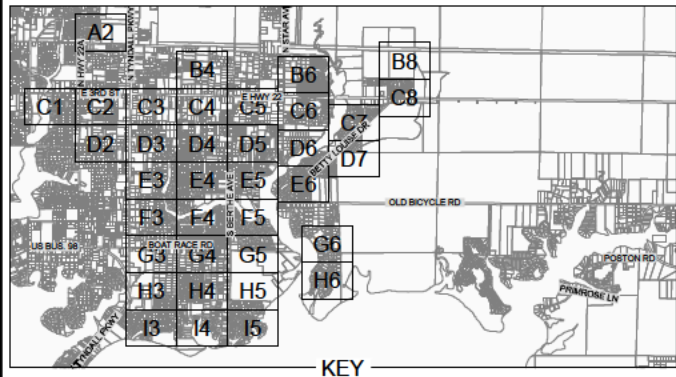 A2
N HWY 22A
N TYNDALL PKWY
N STAR AV
B4
B6
B8
E 3RD ST
E HWY 22
C1
C2
C3
C4
C5
C6
C7
C8
D2
D3
D4
D5
D6
D7
BETTY LOUISE DR
E3
E4
E5
E6
S BERTHE AVE
OLD BICYCLE RD
F3
F4
F5
US BUS. 98
BOAT RACE RD
G3
G4
G5
G6
POSTON RD
H3
H4
H5
H6
PRIMROSE LN
I3
I4
I5
TYNDALL PKWY
KEY